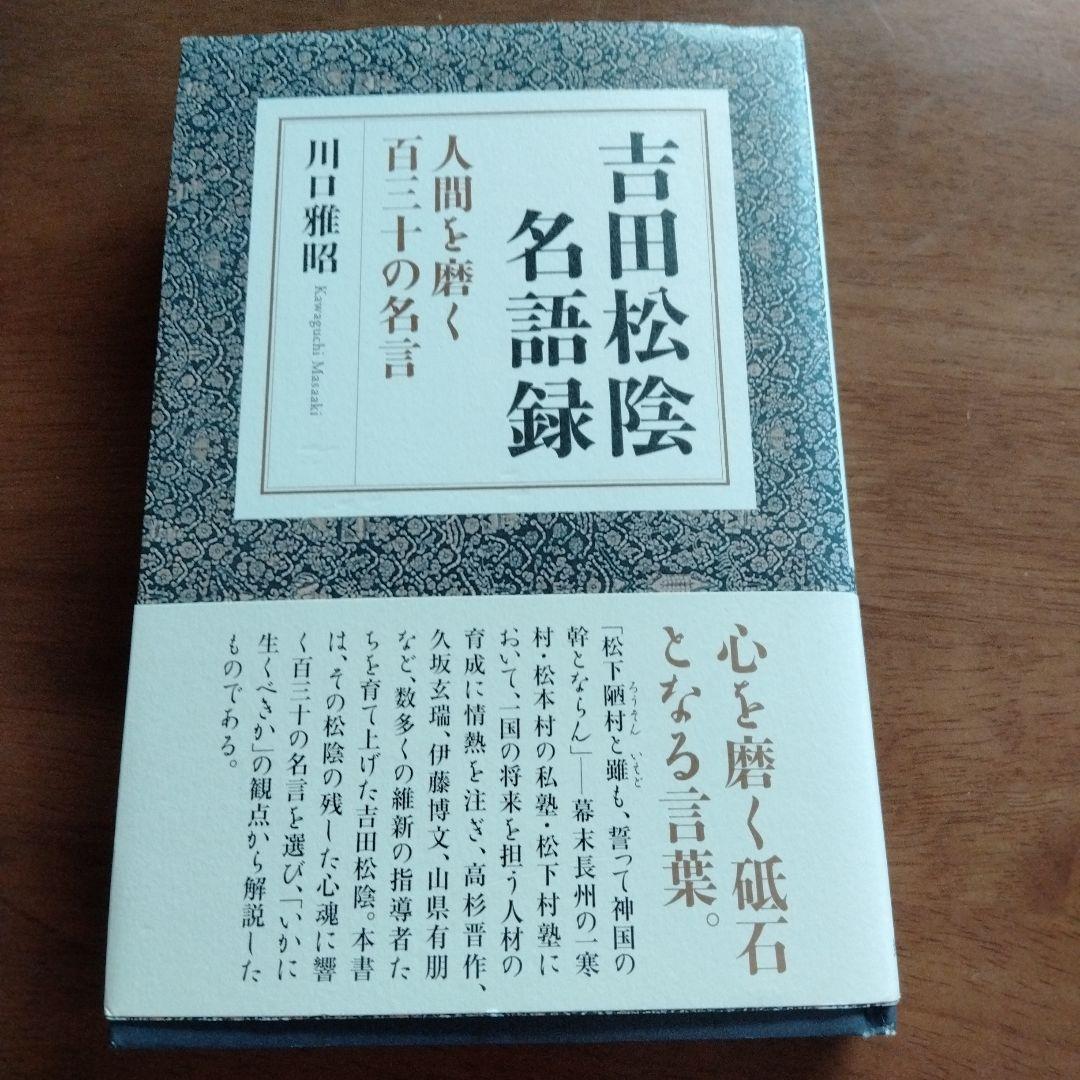 吉田松陰
名語録
人間を磨く
百三十の名言
川口雅昭
Kawaguchi Masaaki
心を磨く砥石
となる言葉。
「松下陋村と雖も、誓って神国の
ろうそん いえど
幹とならん」── 幕末長州の一寒
村・松本村の私塾・松下村塾に
おいて、一国の将来を担う人材の
育成に情熱を注ぎ、高杉晋作、
久坂玄瑞、伊藤博文、山県有朋
など、数多くの維新の指導者た
ちを育て上げた吉田松陰。本書
は、その松陰の残した心魂に響
く百三十の名言を選び、「いかに
生くべきか」の観点から解説した
ものである。